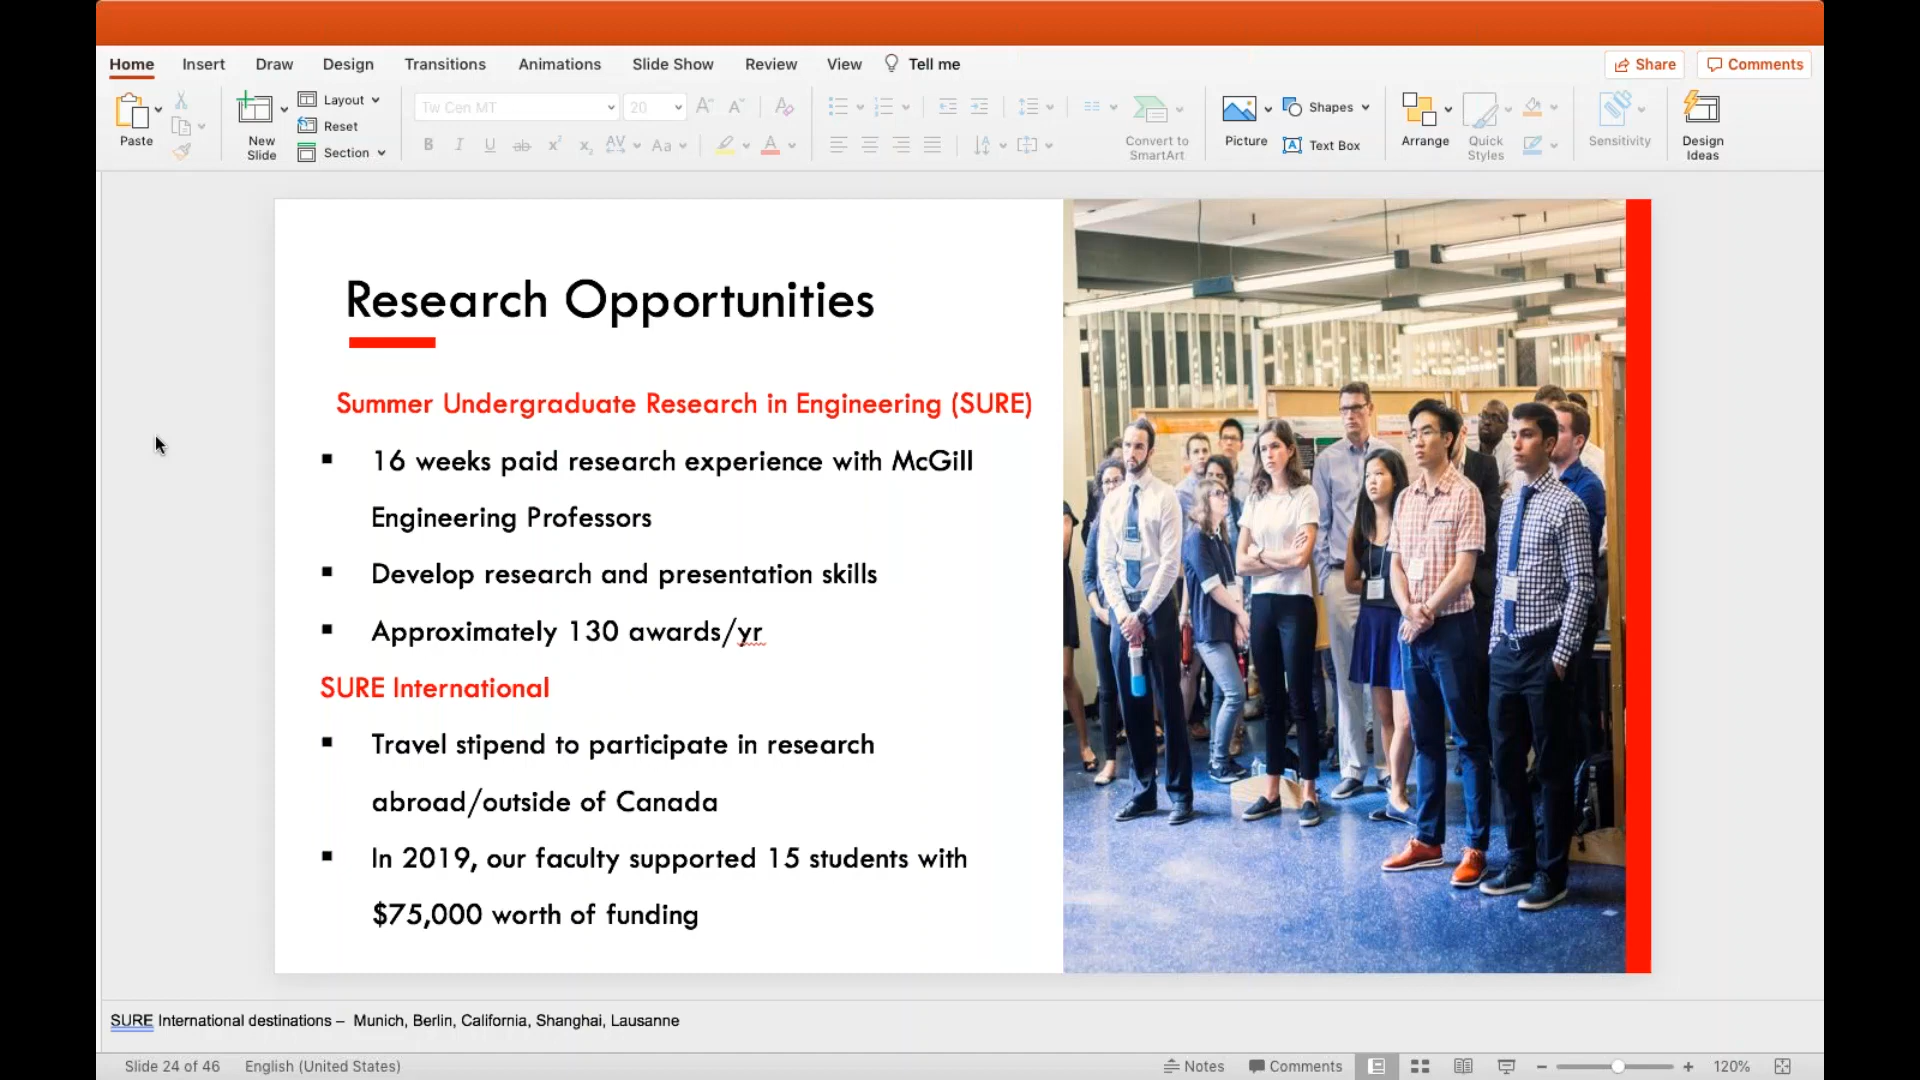 Home Insert Draw Design Transitions Animations Slide Show Review View Tell me Share Comments
Paste
New Slide
Layout
Reset
Section
Tw Cen MT 20
B I U ab x² x₂ AV Aa A
Convert to SmartArt
Picture
Shapes
Text Box
Arrange
Quick Styles
Sensitivity
Design Ideas
Research Opportunities
Summer Undergraduate Research in Engineering (SURE)
▪ 16 weeks paid research experience with McGill
Engineering Professors
▪ Develop research and presentation skills
▪ Approximately 130 awards/yr
SURE International
▪ Travel stipend to participate in research
abroad/outside of Canada
▪ In 2019, our faculty supported 15 students with
$75,000 worth of funding
SURE International destinations – Munich, Berlin, California, Shanghai, Lausanne
Slide 24 of 46 English (United States) Notes Comments 120%